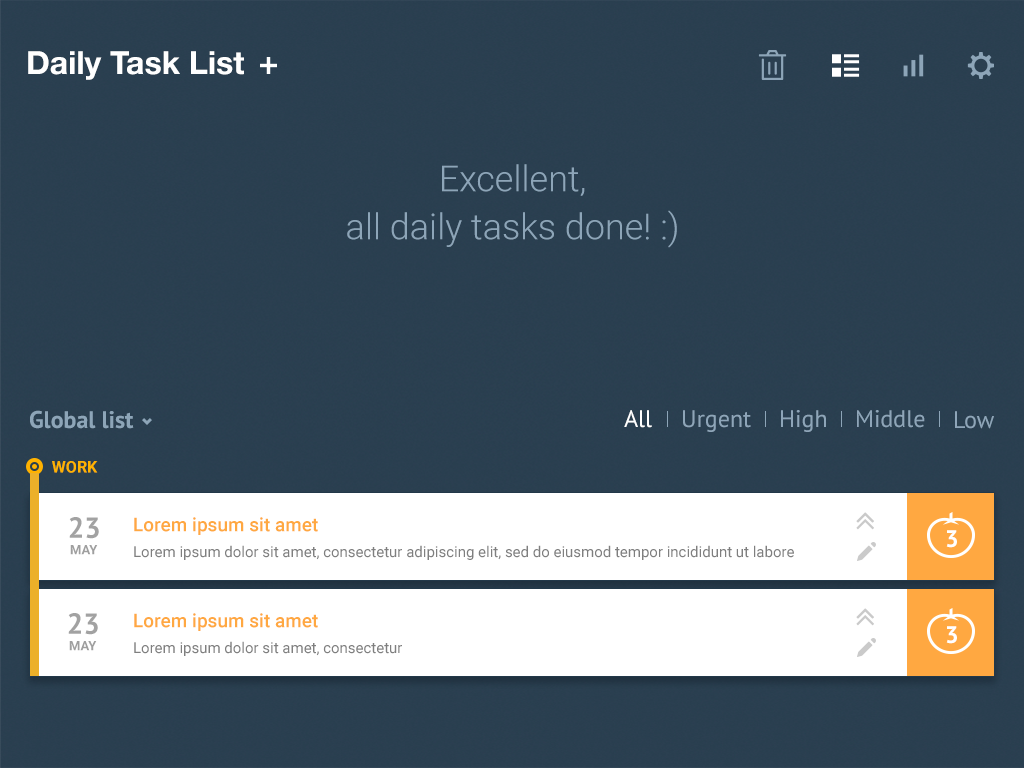 Daily Task List +
Excellent,
all daily tasks done! :)
Global list
All | Urgent | High | Middle | Low
WORK
23
MAY
Lorem ipsum sit amet
Lorem ipsum dolor sit amet, consectetur adipiscing elit, sed do eiusmod tempor incididunt ut labore
3
23
MAY
Lorem ipsum sit amet
Lorem ipsum dolor sit amet, consectetur
3